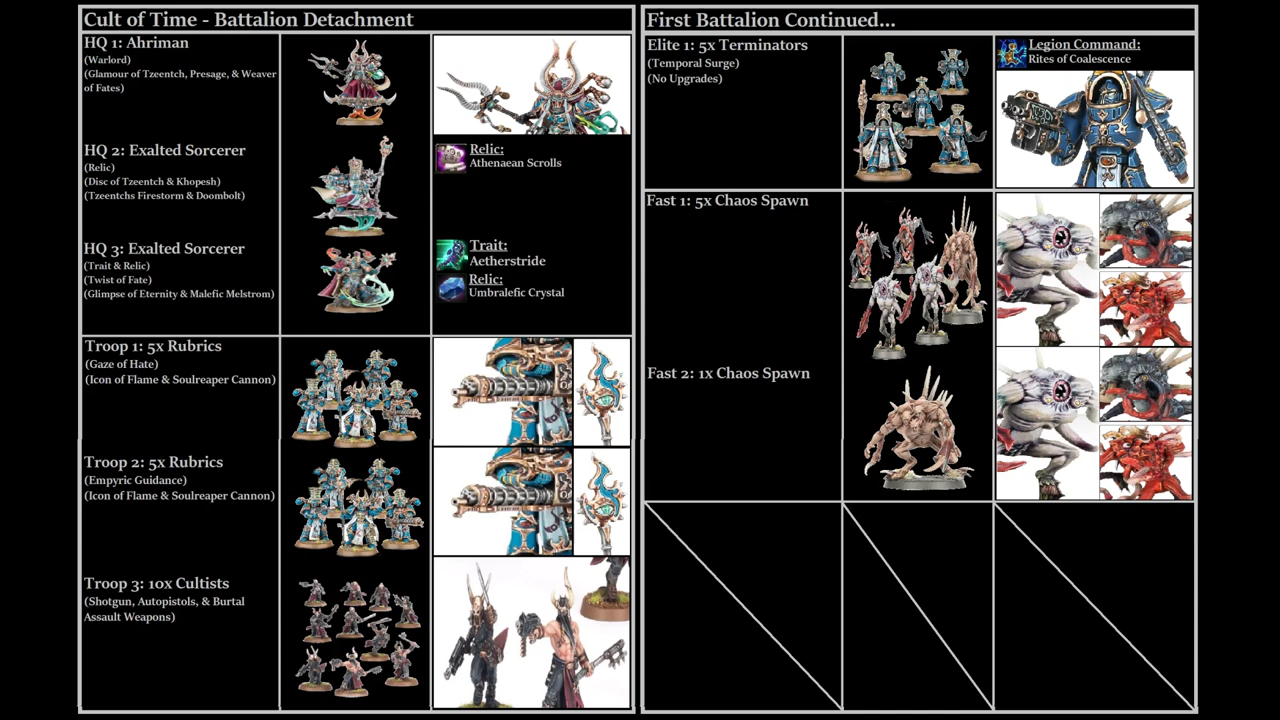 Cult of Time - Battalion Detachment
HQ 1: Ahriman
(Warlord)
(Glamour of Tzeentch, Presage, & Weaver
of Fates)
HQ 2: Exalted Sorcerer
(Relic)
(Disc of Tzeentch & Khopesh)
(Tzeentchs Firestorm & Doombolt)
Relic:
Athenaean Scrolls
HQ 3: Exalted Sorcerer
(Trait & Relic)
(Twist of Fate)
(Glimpse of Eternity & Malefic Melstrom)
Trait:
Aetherstride
Relic:
Umbralefic Crystal
Troop 1: 5x Rubrics
(Gaze of Hate)
(Icon of Flame & Soulreaper Cannon)
Troop 2: 5x Rubrics
(Empyric Guidance)
(Icon of Flame & Soulreaper Cannon)
Troop 3: 10x Cultists
(Shotgun, Autopistols, & Burtal
Assault Weapons)
First Battalion Continued...
Elite 1: 5x Terminators
(Temporal Surge)
(No Upgrades)
Legion Command:
Rites of Coalescence
Fast 1: 5x Chaos Spawn
Fast 2: 1x Chaos Spawn